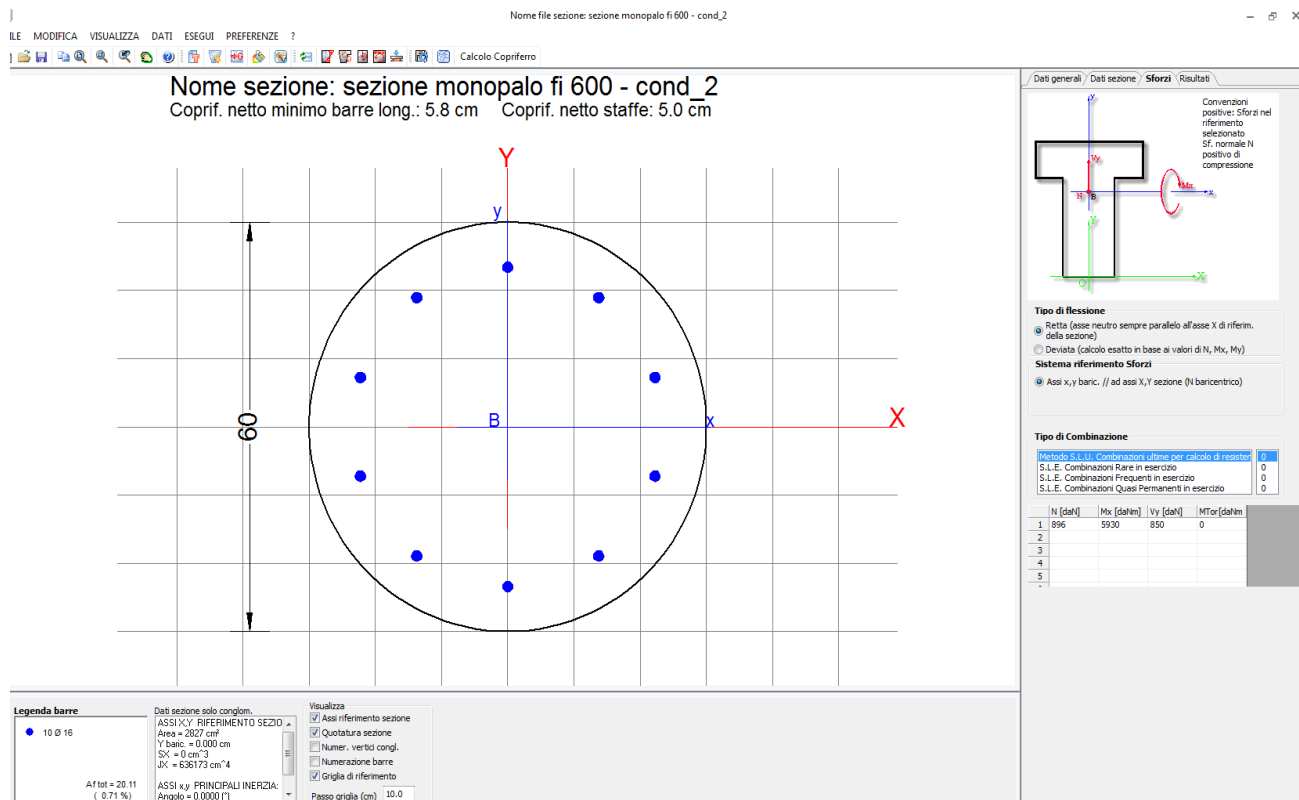 Nome file sezione: sezione monopalo fi 600 - cond_2
ILE MODIFICA VISUALIZZA DATI ESEGUI PREFERENZE ?
Calcolo Copriferro
Nome sezione: sezione monopalo fi 600 - cond_2
Coprif. netto minimo barre long.: 5.8 cm Coprif. netto staffe: 5.0 cm
Y
y
60
B
x
X
Dati generali Dati sezione Sforzi Risultati
y
Convenzioni
positive: Sforzi nel
riferimento
selezionato
Sf. normale N
positivo di
compressione
Vy
Mx
N B
x
Y
X
O
Tipo di flessione
Retta (asse neutro sempre parallelo all'asse X di riferim.
della sezione)
Deviata (calcolo esatto in base ai valori di N, Mx, My)
Sistema riferimento Sforzi
Assi x,y baric. // ad assi X,Y sezione (N baricentrico)
Tipo di Combinazione
Metodo S.L.U. Combinazioni ultime per calcolo di resister 0
S.L.E. Combinazioni Rare in esercizio 0
S.L.E. Combinazioni Frequenti in esercizio 0
S.L.E. Combinazioni Quasi Permanenti in esercizio 0
N [daN] Mx [daNm] Vy [daN] MTor[daNm
1 896 5930 850 0
2
3
4
5
Legenda barre
10 Ø 16
Af tot = 20.11
( 0.71 %)
Dati sezione solo conglom.
ASSI X,Y RIFERIMENTO SEZIO
Area = 2827 cm²
Y baric. = 0.000 cm
SX = 0 cm^3
JX = 636173 cm^4
ASSI x,y PRINCIPALI INERZIA:
Angolo = 0.0000 (°)
Visualizza
Assi riferimento sezione
Quotatura sezione
Numer. vertici congl.
Numerazione barre
Griglia di riferimento
Passo griglia (cm) 10.0